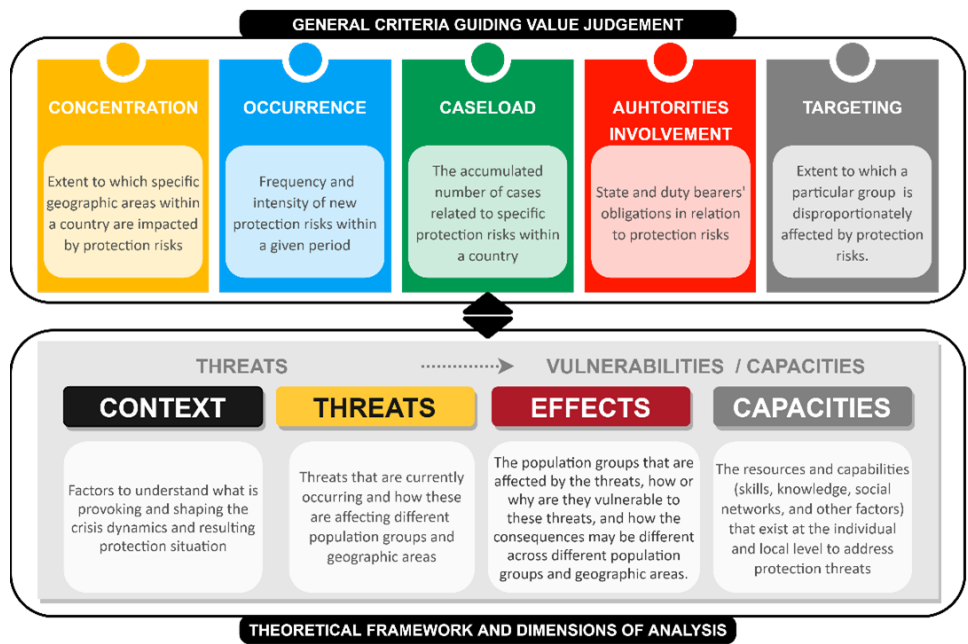 GENERAL CRITERIA GUIDING VALUE JUDGEMENT
CONCENTRATION
Extent to which specific
geographic areas within
a country are impacted
by protection risks
OCCURRENCE
Frequency and
intensity of new
protection risks within
a given period
CASELOAD
The accumulated
number of cases
related to specific
protection risks within
a country
AUHTORITIES
INVOLVEMENT
State and duty bearers'
obligations in relation
to protection risks
TARGETING
Extent to which a
particular group is
disproportionately
affected by protection
risks.
THREATS
VULNERABILITIES / CAPACITIES
CONTEXT
Factors to understand what is
provoking and shaping the
crisis dynamics and resulting
protection situation
THREATS
Threats that are currently
occurring and how these
are affecting different
population groups and
geographic areas
EFFECTS
The population groups that are
affected by the threats, how or
why are they vulnerable to
these threats, and how the
consequences may be different
across different population
groups and geographic areas.
CAPACITIES
The resources and capabilities
(skills, knowledge, social
networks, and other factors)
that exist at the individual
and local level to address
protection threats
THEORETICAL FRAMEWORK AND DIMENSIONS OF ANALYSIS